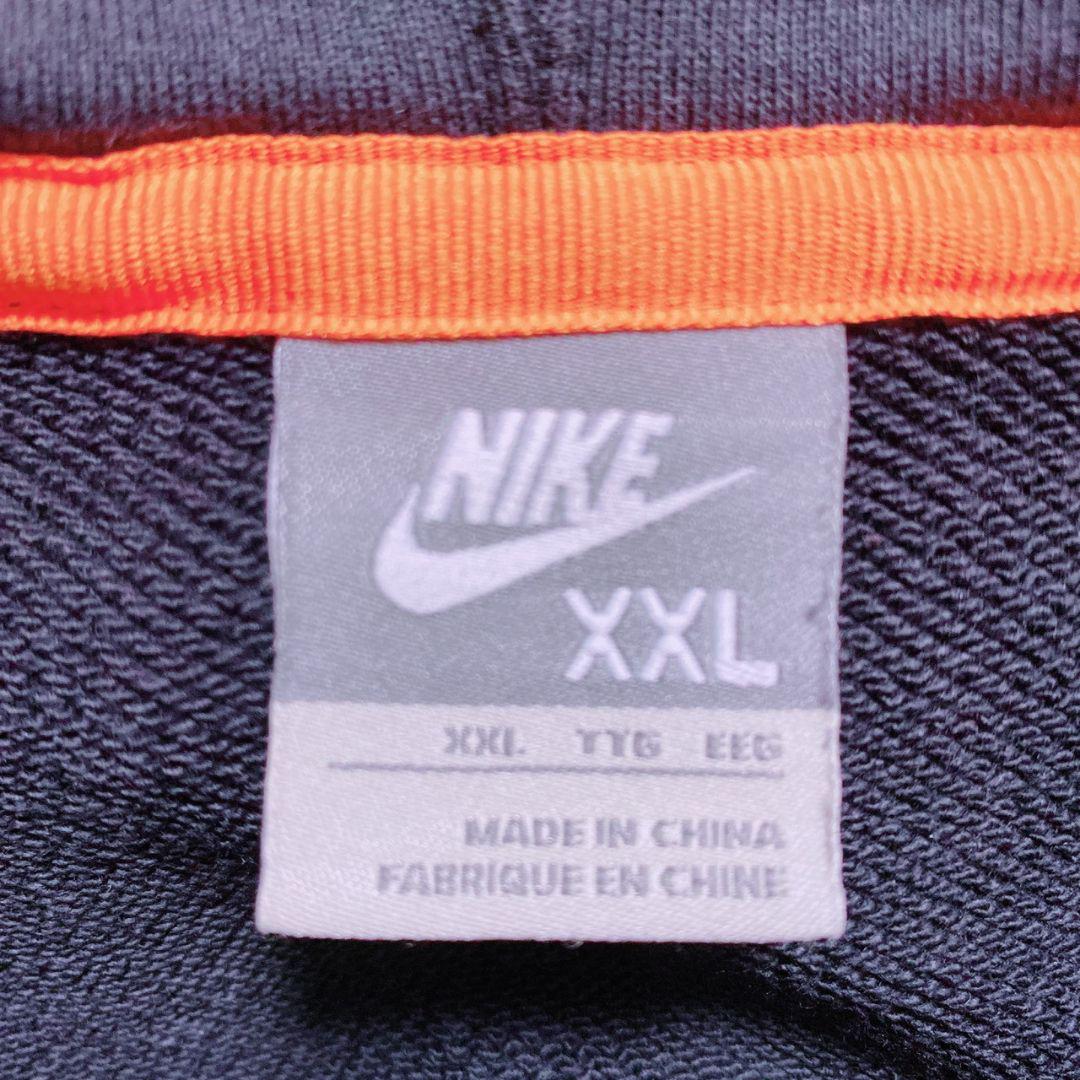 NIKE
XXL
XXL TTG EEG
MADE IN CHINA
FABRIQUE EN CHINE